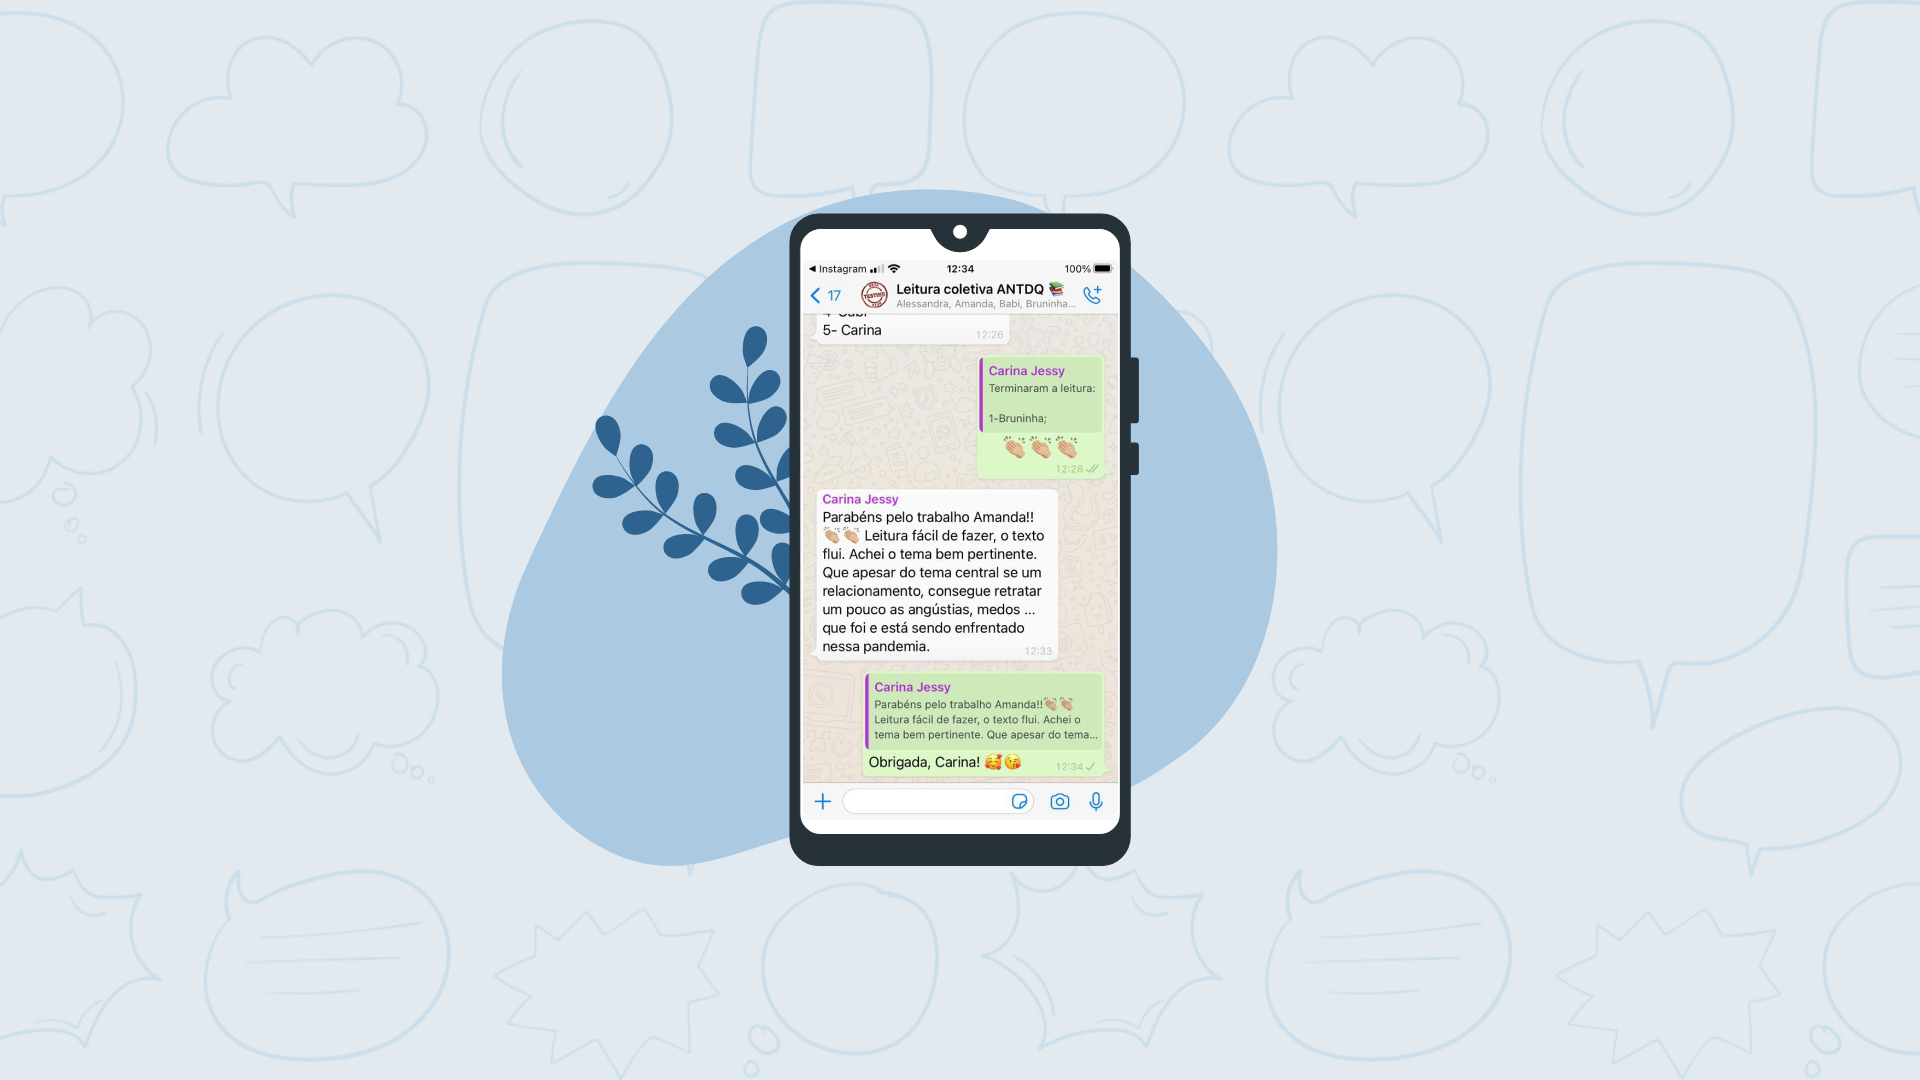 Instagram
12:34
100%
17
TESTING
Leitura coletiva ANTDQ 📚
Alessandra, Amanda, Babi, Bruninha...
5- Carina
12:26
Carina Jessy
Terminaram a leitura:
1-Bruninha;
👏🏼👏🏼👏🏼
12:28
Carina Jessy
Parabéns pelo trabalho Amanda!!
👏🏼👏🏼 Leitura fácil de fazer, o texto
flui. Achei o tema bem pertinente.
Que apesar do tema central se um
relacionamento, consegue retratar
um pouco as angústias, medos ...
que foi e está sendo enfrentado
nessa pandemia.
12:33
Carina Jessy
Parabéns pelo trabalho Amanda!!👏🏼👏🏼
Leitura fácil de fazer, o texto flui. Achei o
tema bem pertinente. Que apesar do tema...
Obrigada, Carina! 🥰😘
12:34